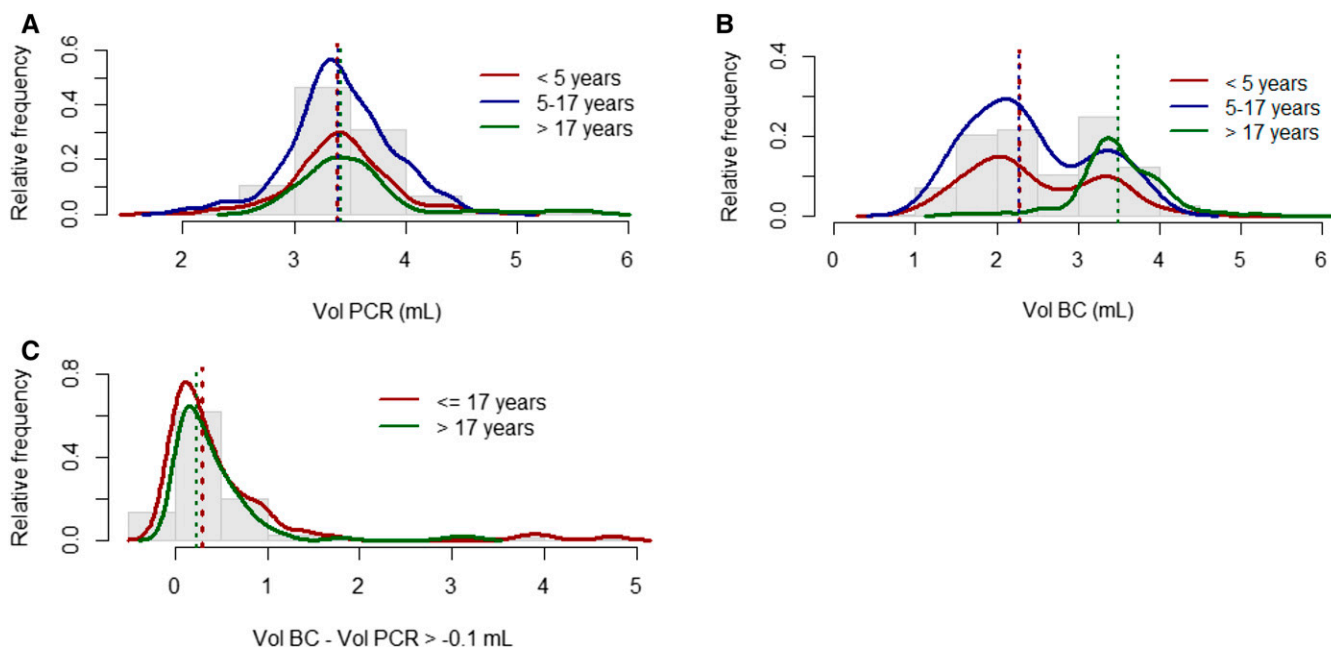 A
Relative frequency
0.0 0.2 0.4 0.6
< 5 years
5-17 years
> 17 years
2 3 4 5 6
Vol PCR (mL)
B
Relative frequency
0.0 0.2 0.4
< 5 years
5-17 years
> 17 years
0 1 2 3 4 5 6
Vol BC (mL)
C
Relative frequency
0.0 0.4 0.8
<= 17 years
> 17 years
0 1 2 3 4 5
Vol BC - Vol PCR > -0.1 mL